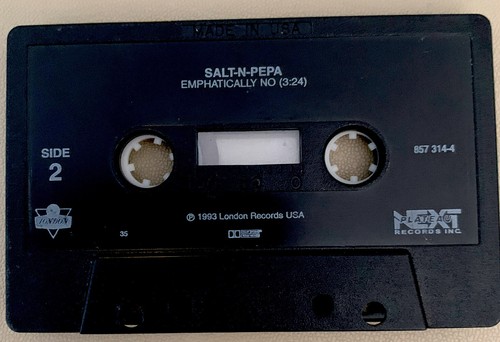 MADE IN USA
SALT-N-PEPA
EMPHATICALLY NO (3:24)
SIDE
2
857 314-4
LONDON
℗ 1993 London Records USA
NEXT
PLATEAU
RECORDS INC.
35